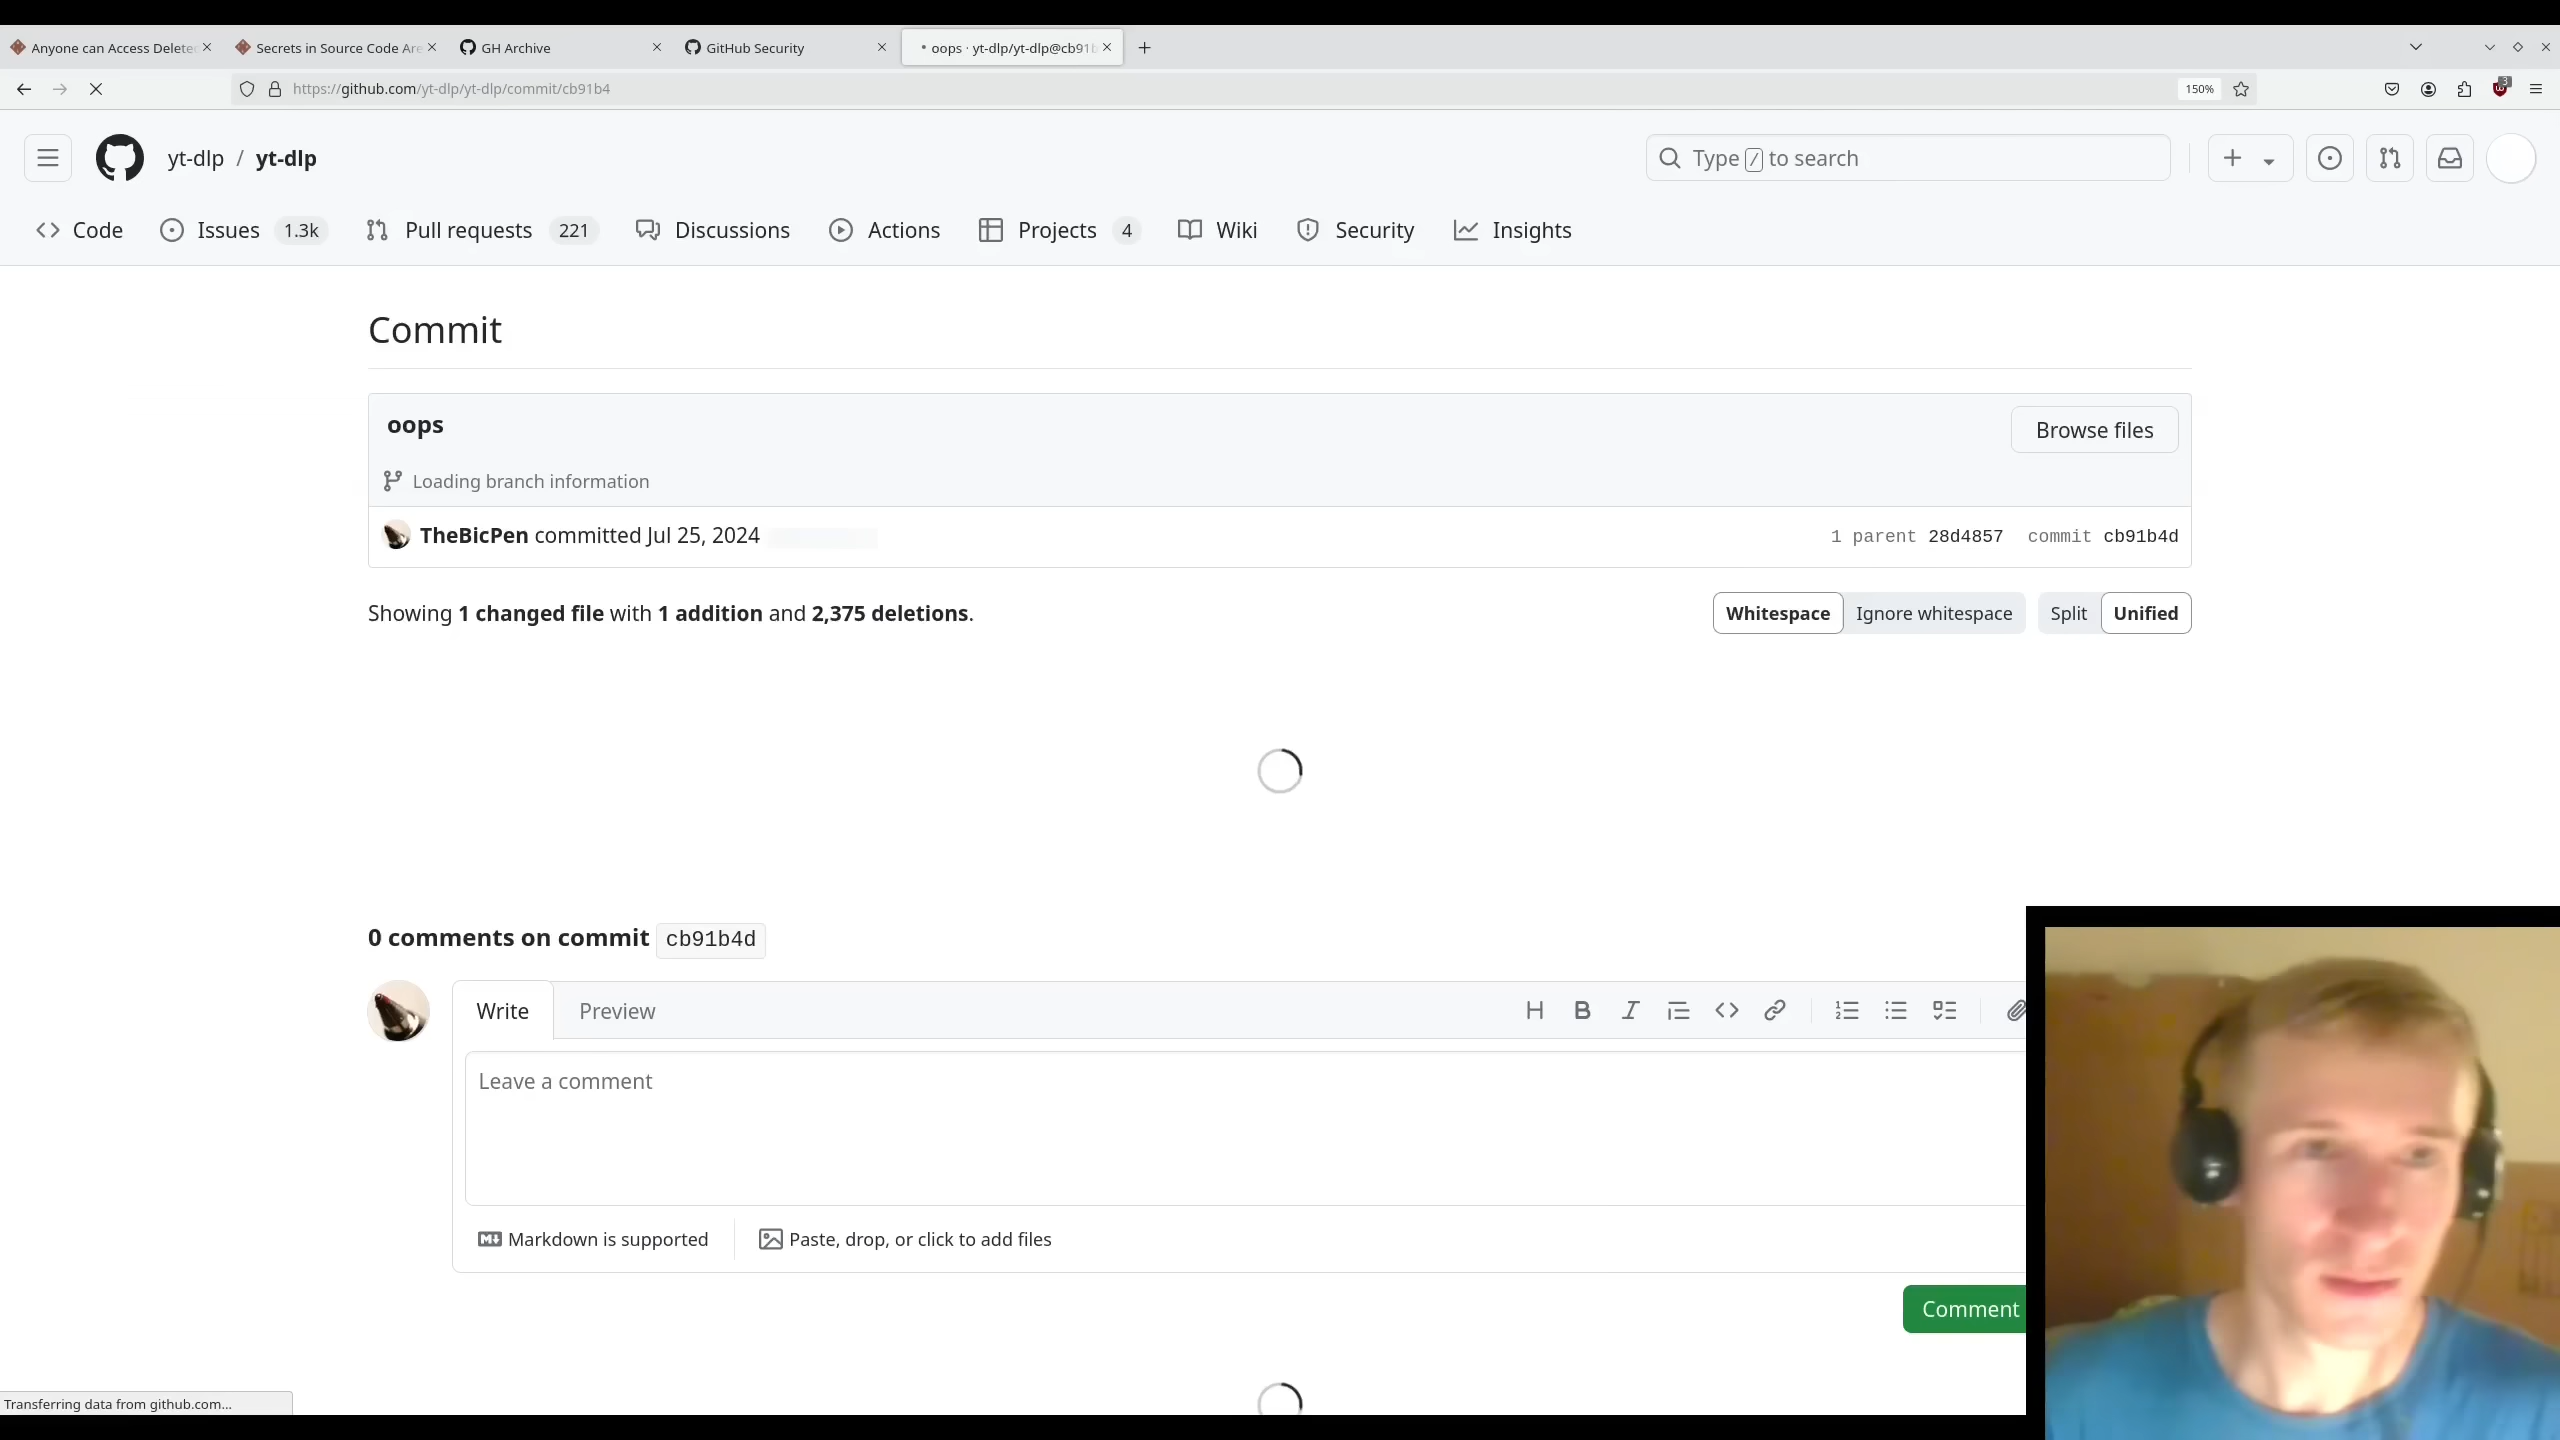 Anyone can Access Delete
Secrets in Source Code Are
GH Archive
GitHub Security
oops · yt-dlp/yt-dlp@cb91b
https://github.com/yt-dlp/yt-dlp/commit/cb91b4
150%
3
yt-dlp / yt-dlp
Type / to search
Code
Issues 1.3k
Pull requests 221
Discussions
Actions
Projects 4
Wiki
Security
Insights
Commit
oops
Browse files
Loading branch information
TheBicPen committed Jul 25, 2024
1 parent 28d4857 commit cb91b4d
Showing 1 changed file with 1 addition and 2,375 deletions.
Whitespace Ignore whitespace
Split Unified
0 comments on commit cb91b4d
Write Preview
Leave a comment
Markdown is supported
Paste, drop, or click to add files
Comment
Transferring data from github.com...